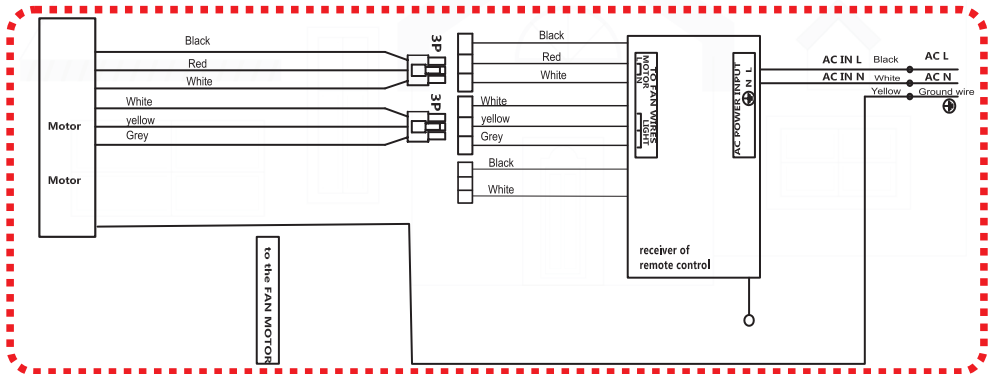 Black
Red
White
White
yellow
Grey
Motor
Motor
3P
3P
Black
Red
White
White
yellow
Grey
Black
White
TO FAN WIRES
MOTOR
L N
LIGHT
AC POWER INPUT
N L
receiver of
remote control
AC IN L Black AC L
AC IN N White AC N
Yellow Ground wire
to the FAN MOTOR